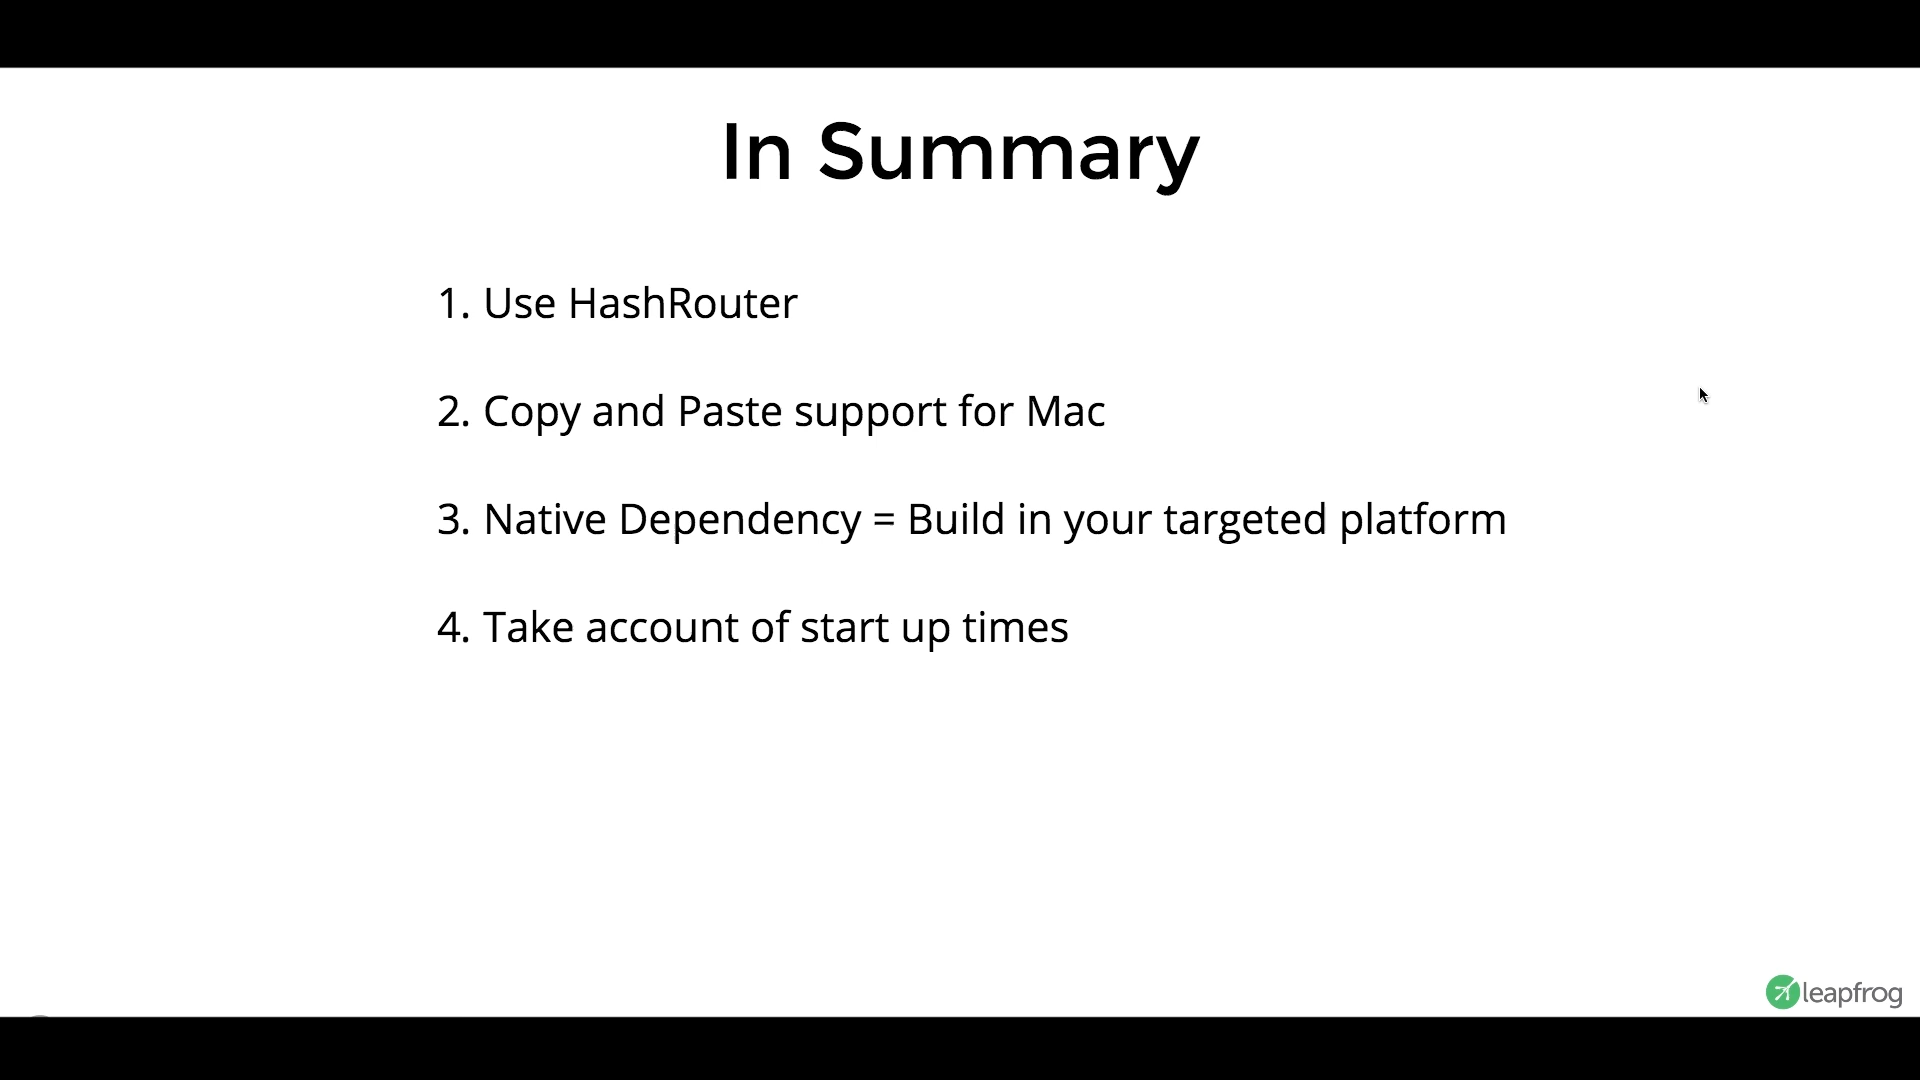 In Summary
1. Use HashRouter
2. Copy and Paste support for Mac
3. Native Dependency = Build in your targeted platform
4. Take account of start up times
leapfrog